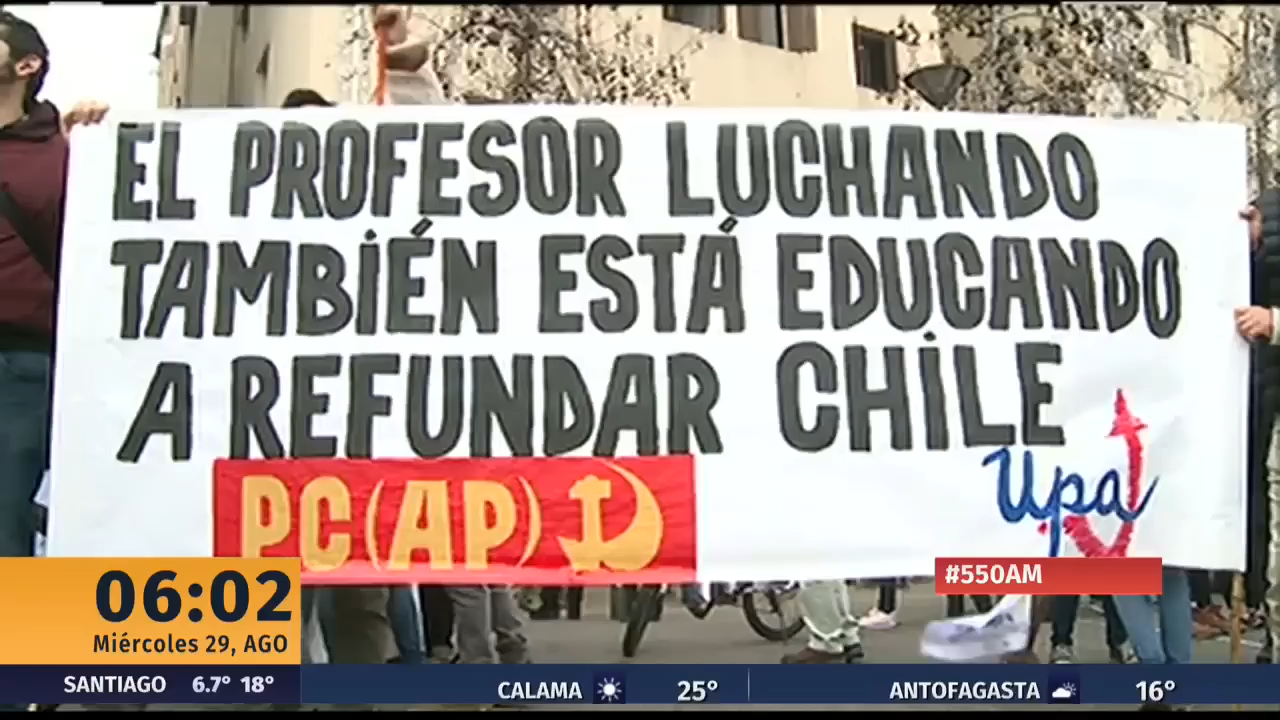 EL PROFESOR LUCHANDO
TAMBIÉN ESTÁ EDUCANDO
A REFUNDAR CHILE
PC(AP)
Upa
#550AM
06:02
Miércoles 29, AGO
SANTIAGO 6.7° 18°
CALAMA 25°
ANTOFAGASTA 16°